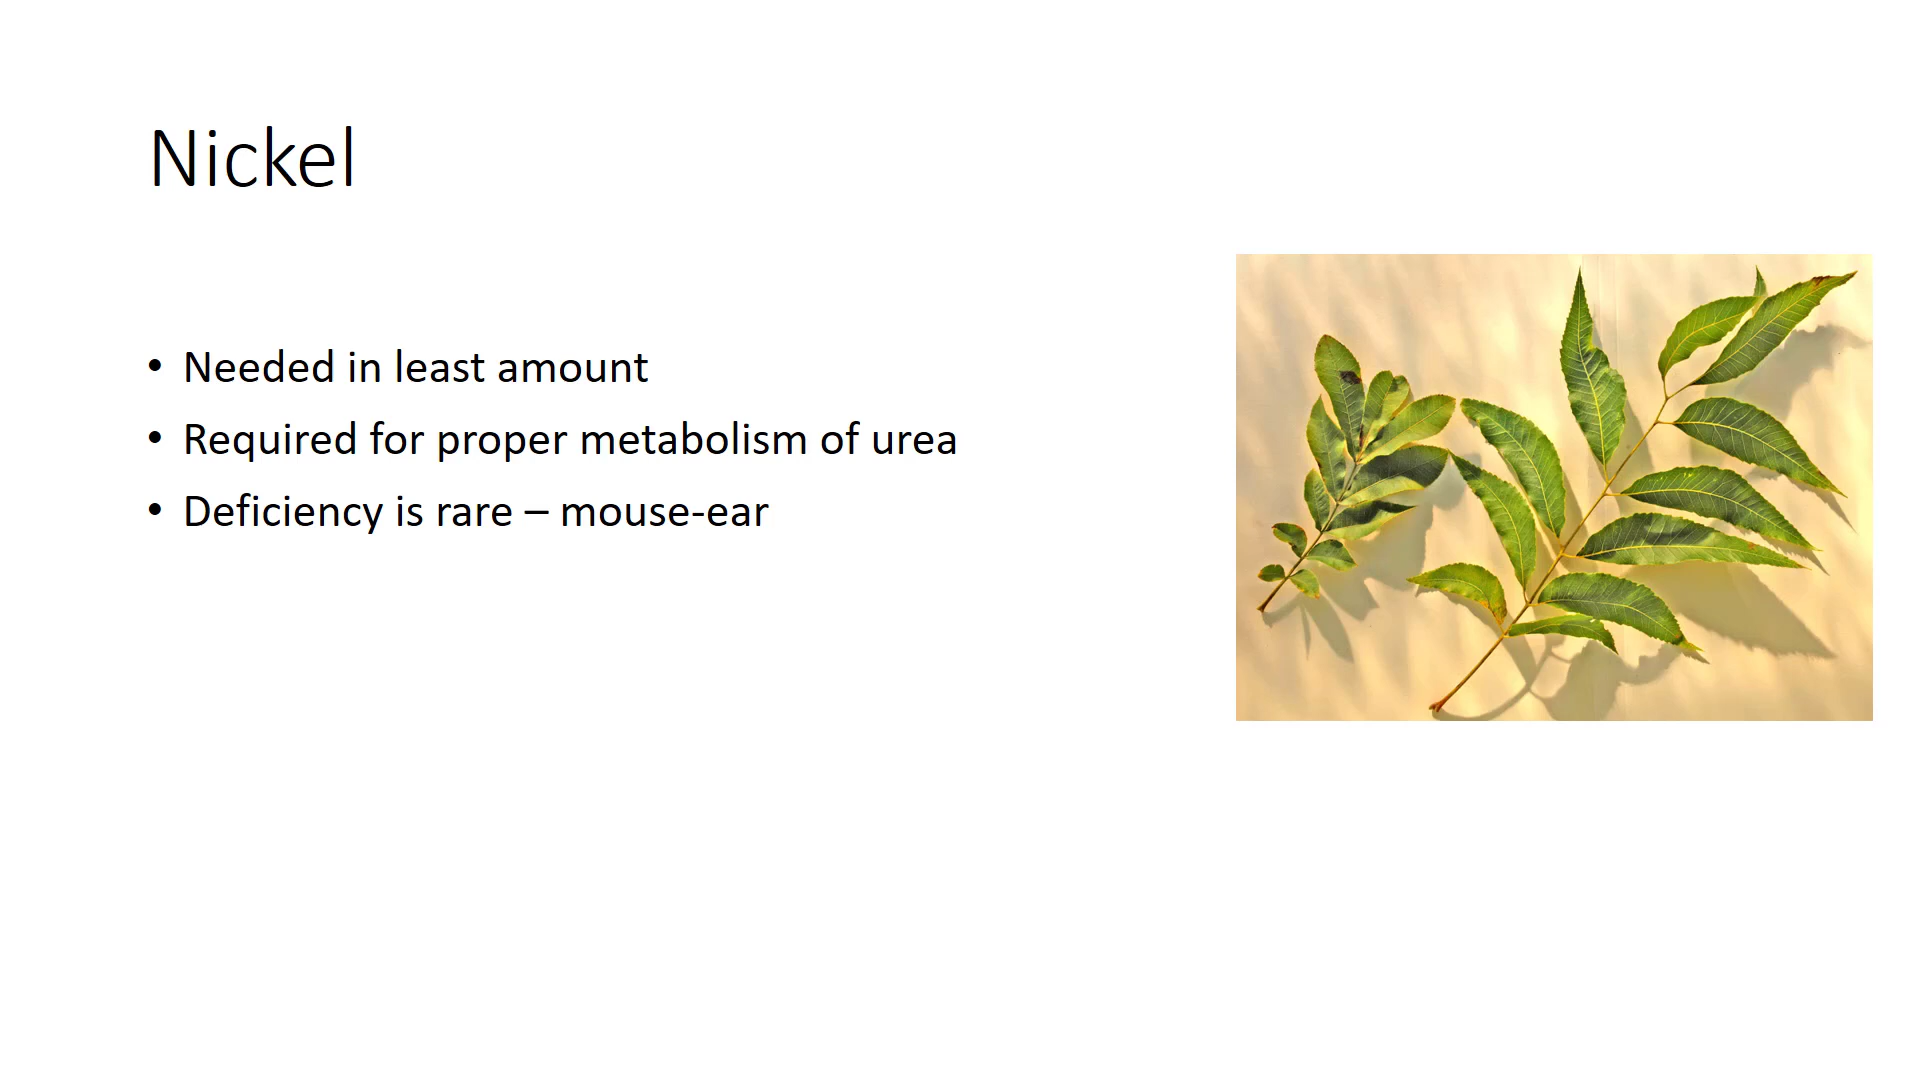 Nickel
• Needed in least amount
• Required for proper metabolism of urea
• Deficiency is rare – mouse-ear